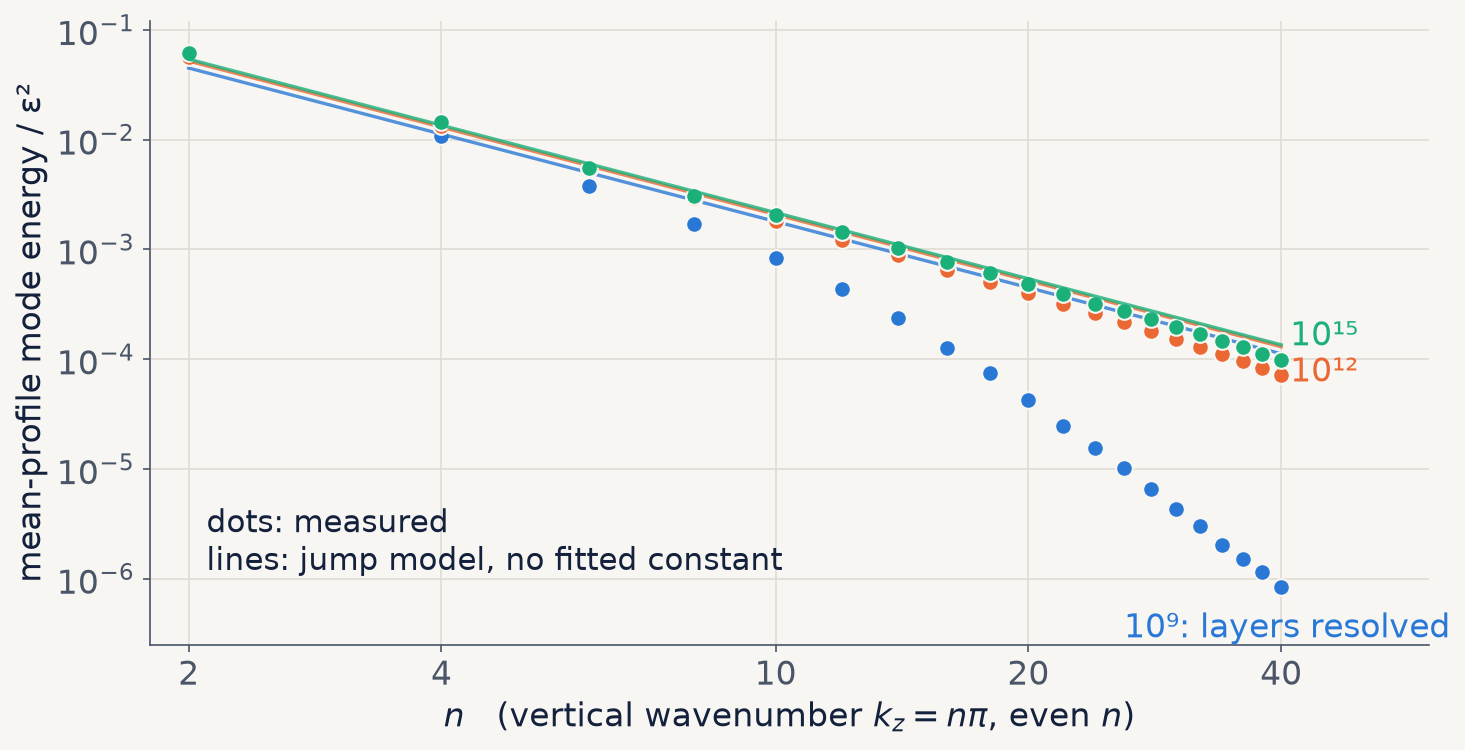 mean-profile mode energy / ε²
10⁻¹
10⁻²
10⁻³
10⁻⁴
10⁻⁵
10⁻⁶
10¹⁵
10¹²
dots: measured
lines: jump model, no fitted constant
10⁹: layers resolved
2 4 10 20 40
n (vertical wavenumber k_z = nπ, even n)